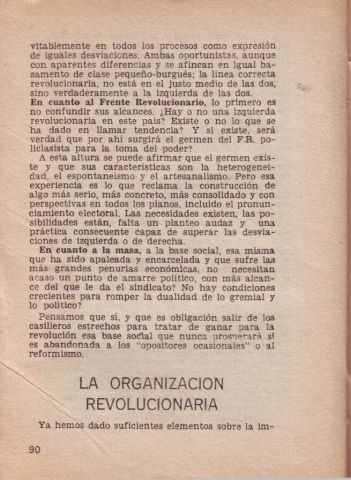 vitablemente en todos los procesos como expresión
de iguales desviaciones. Ambas oportunistas, aunque
con aparentes diferencias y se afincan en igual ba-
samento de clase pequeño-burgués; la línea correcta
revolucionaria, no está en el justo medio de las dos,
sino verdaderamente a la izquierda de las dos.
En cuanto al Frente Revolucionario, lo primero es
no confundir sus alcances. ¿Hay o no una izquierda
revolucionaria en este país? Existe o no lo que se
ha dado en llamar tendencia? Y si existe, será
verdad que por ahí surgirá el germen del F.R. po-
liclasista para la toma del poder?
A esta altura se puede afirmar que el germen exis-
te y que sus características son la heterogenei-
dad, el espontaneísmo y el artesanalismo. Pero esa
experiencia es lo que reclama la construcción de
algo más serio, más concreto, más consolidado y con
perspectivas en todos los planos, incluido el pronun-
ciamiento electoral. Las necesidades existen, las po-
sibilidades están, falta un planteo audaz y una
práctica consecuente capaz de superar las desvia-
ciones de izquierda o de derecha.
En cuanto a la masa, a la base social, esa misma
que ha sido apaleada y encarcelada y que sufre las
más grandes penurias económicas, no necesitan
acaso un punto de amarre político, con más alcan-
ce del que le da el sindicato? No hay condiciones
crecientes para romper la dualidad de lo gremial y
lo político?
Pensamos que sí, y que es obligación salir de los
casilleros estrechos para tratar de ganar para la
revolución esa base social que nunca prosperará si
es abandonada a los "opositores ocasionales" o al
reformismo.
LA ORGANIZACION
REVOLUCIONARIA
Ya hemos dado suficientes elementos sobre la im-
90